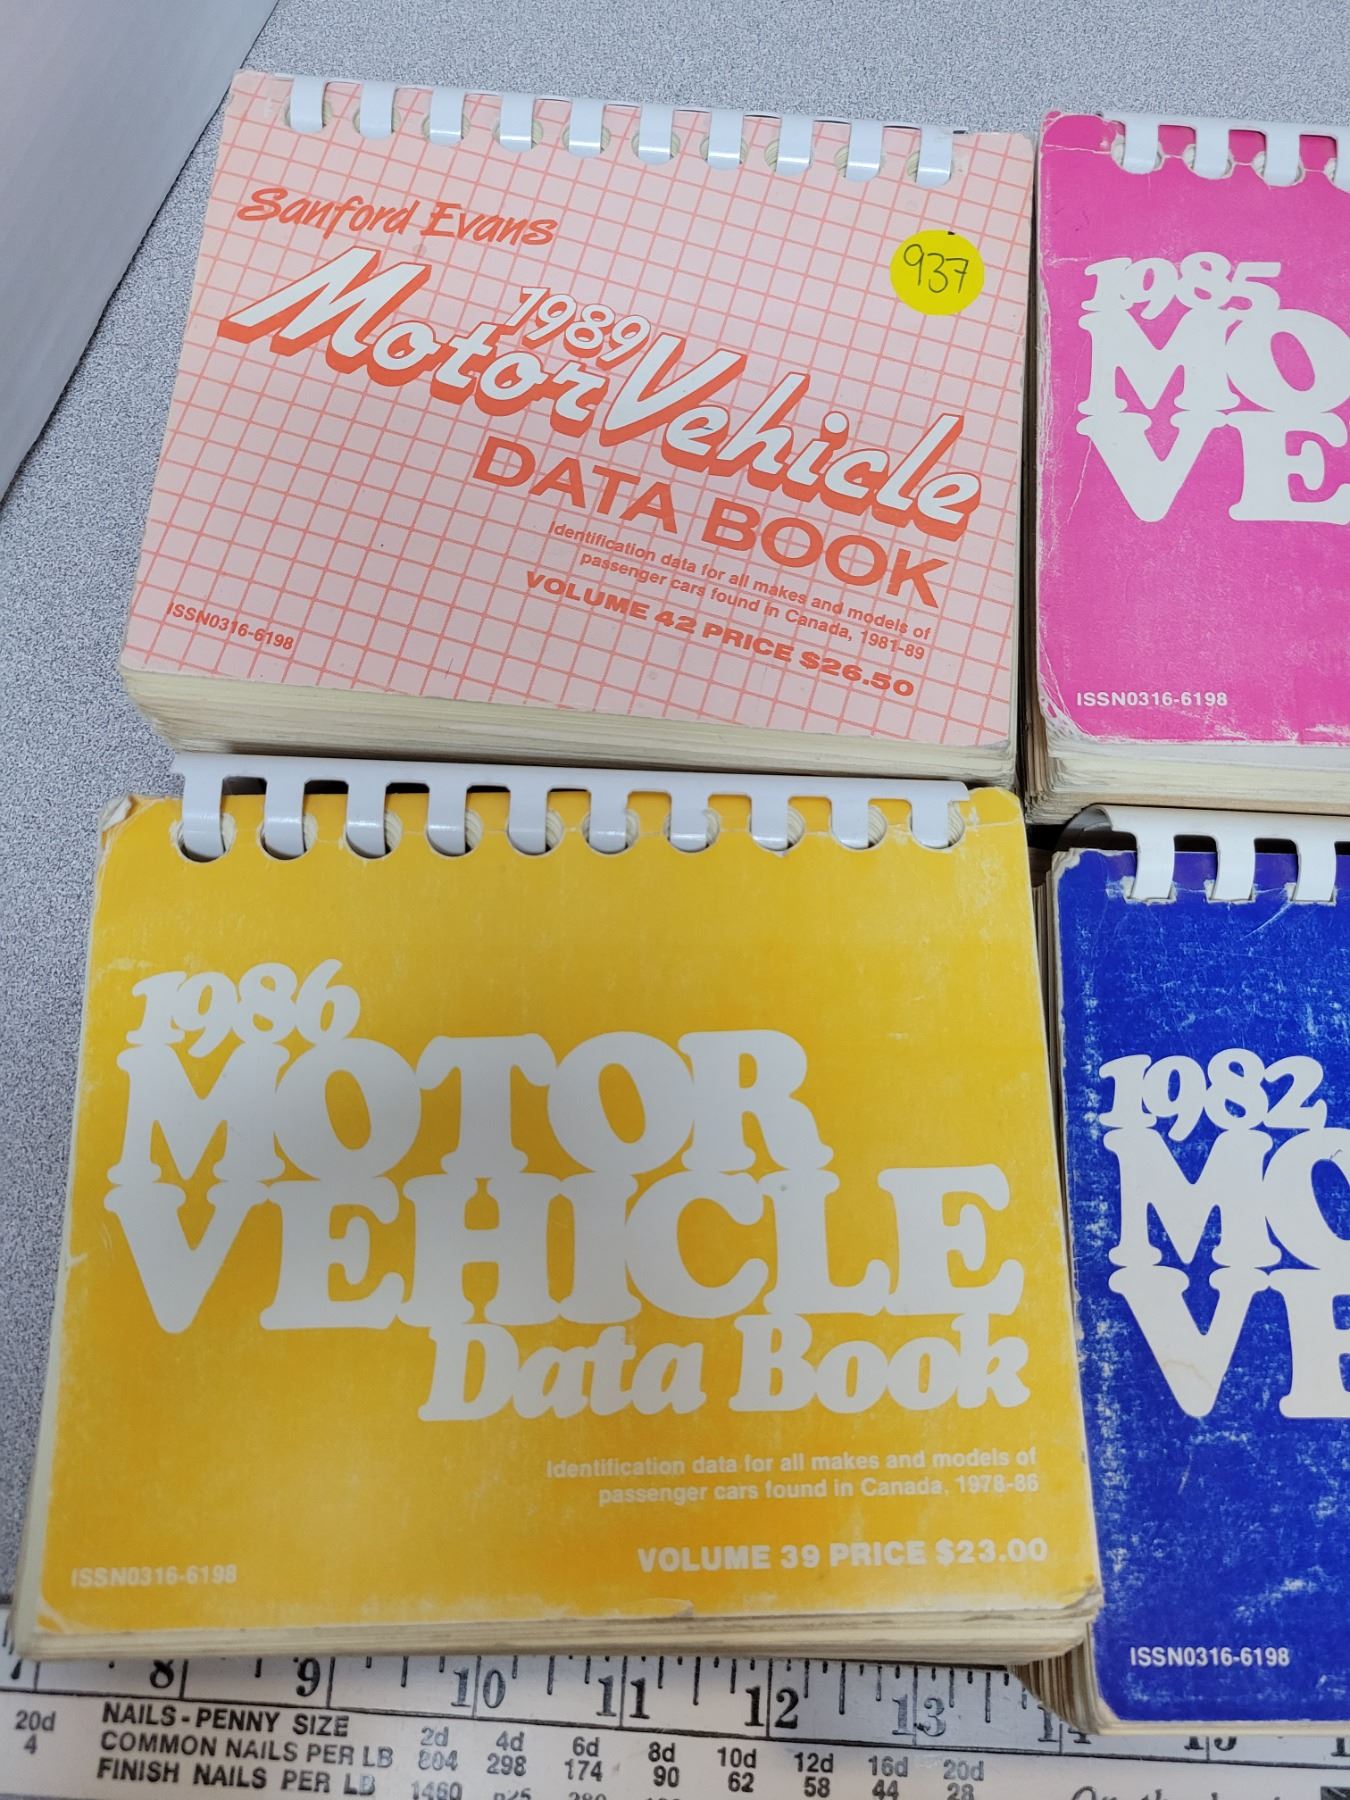 Sanford Evans
937
1989
Motor Vehicle
DATA BOOK
Identification data for all makes and models of
passenger cars found in Canada, 1981-89
VOLUME 42 PRICE $26.50
ISSN0316-6198
1985
MO
VE
ISSN0316-6198
1986
MOTOR
VEHICLE
Data Book
Identification data for all makes and models of
passenger cars found in Canada, 1978-86
VOLUME 39 PRICE $23.00
ISSN0316-6198
1982
MO
VE
ISSN0316-6198
7 8 9 10 11 12 13 14 15
NAILS-PENNY SIZE 2d 4d 6d 8d 10d 12d 16d 20d
20d
4
COMMON NAILS PER LB 804 298 174 90 62 58 44 28
FINISH NAILS PER LB 1460